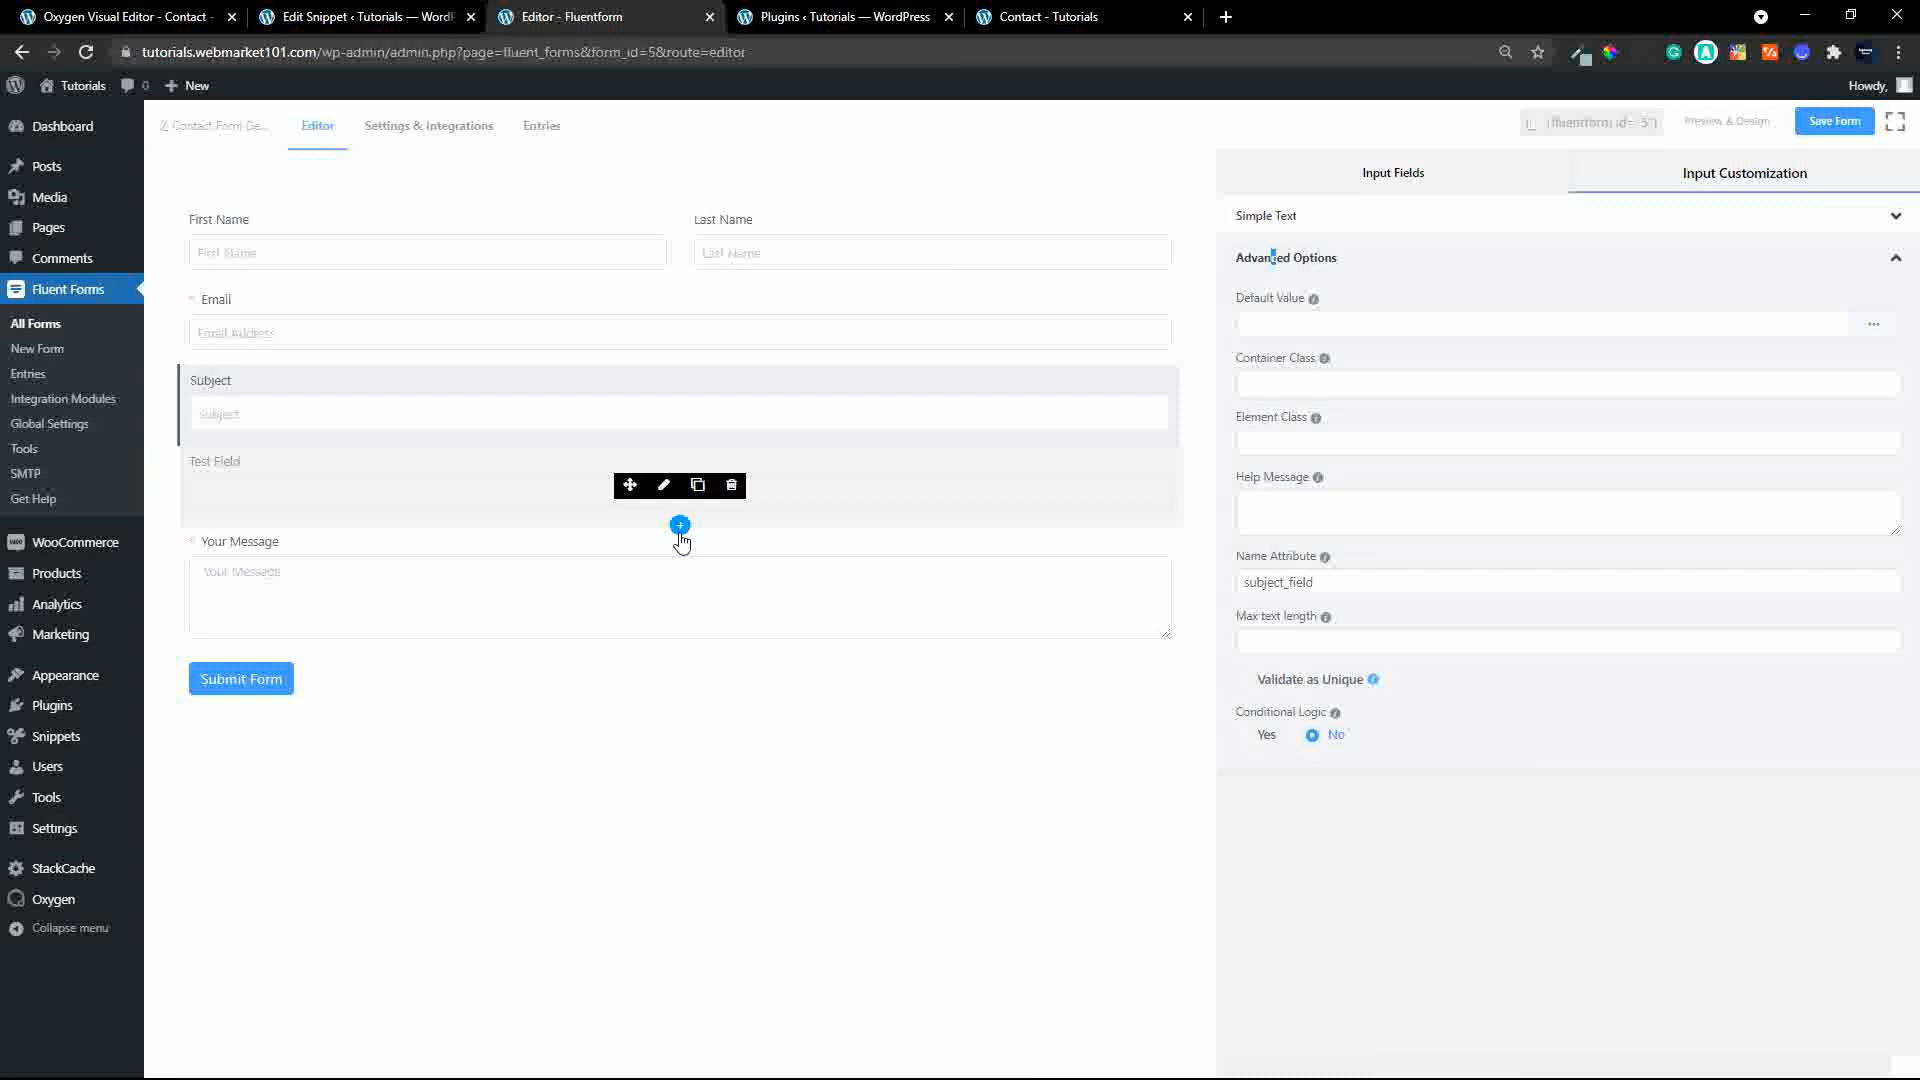 Oxygen Visual Editor - Contact -
Edit Snippet ‹ Tutorials — WordP
Editor - Fluentform
Plugins ‹ Tutorials — WordPress
Contact - Tutorials
tutorials.webmarket101.com/wp-admin/admin.php?page=fluent_forms&form_id=5&route=editor
Tutorials
0
New
Howdy,
Dashboard
Posts
Media
Pages
Comments
Fluent Forms
All Forms
New Form
Entries
Integration Modules
Global Settings
Tools
SMTP
Get Help
WooCommerce
Products
Analytics
Marketing
Appearance
Plugins
Snippets
Users
Tools
Settings
StackCache
Oxygen
Collapse menu
Contact Form De...
Editor
Settings & Integrations
Entries
Preview & Design
Save Form
First Name
Last Name
First Name
Last Name
* Email
Email Address
Subject
Subject
Test Field
* Your Message
Your Message
Submit Form
Input Fields
Input Customization
Simple Text
Advanced Options
Default Value
...
Container Class
Element Class
Help Message
Name Attribute
subject_field
Max text length
Validate as Unique
Conditional Logic
Yes
No